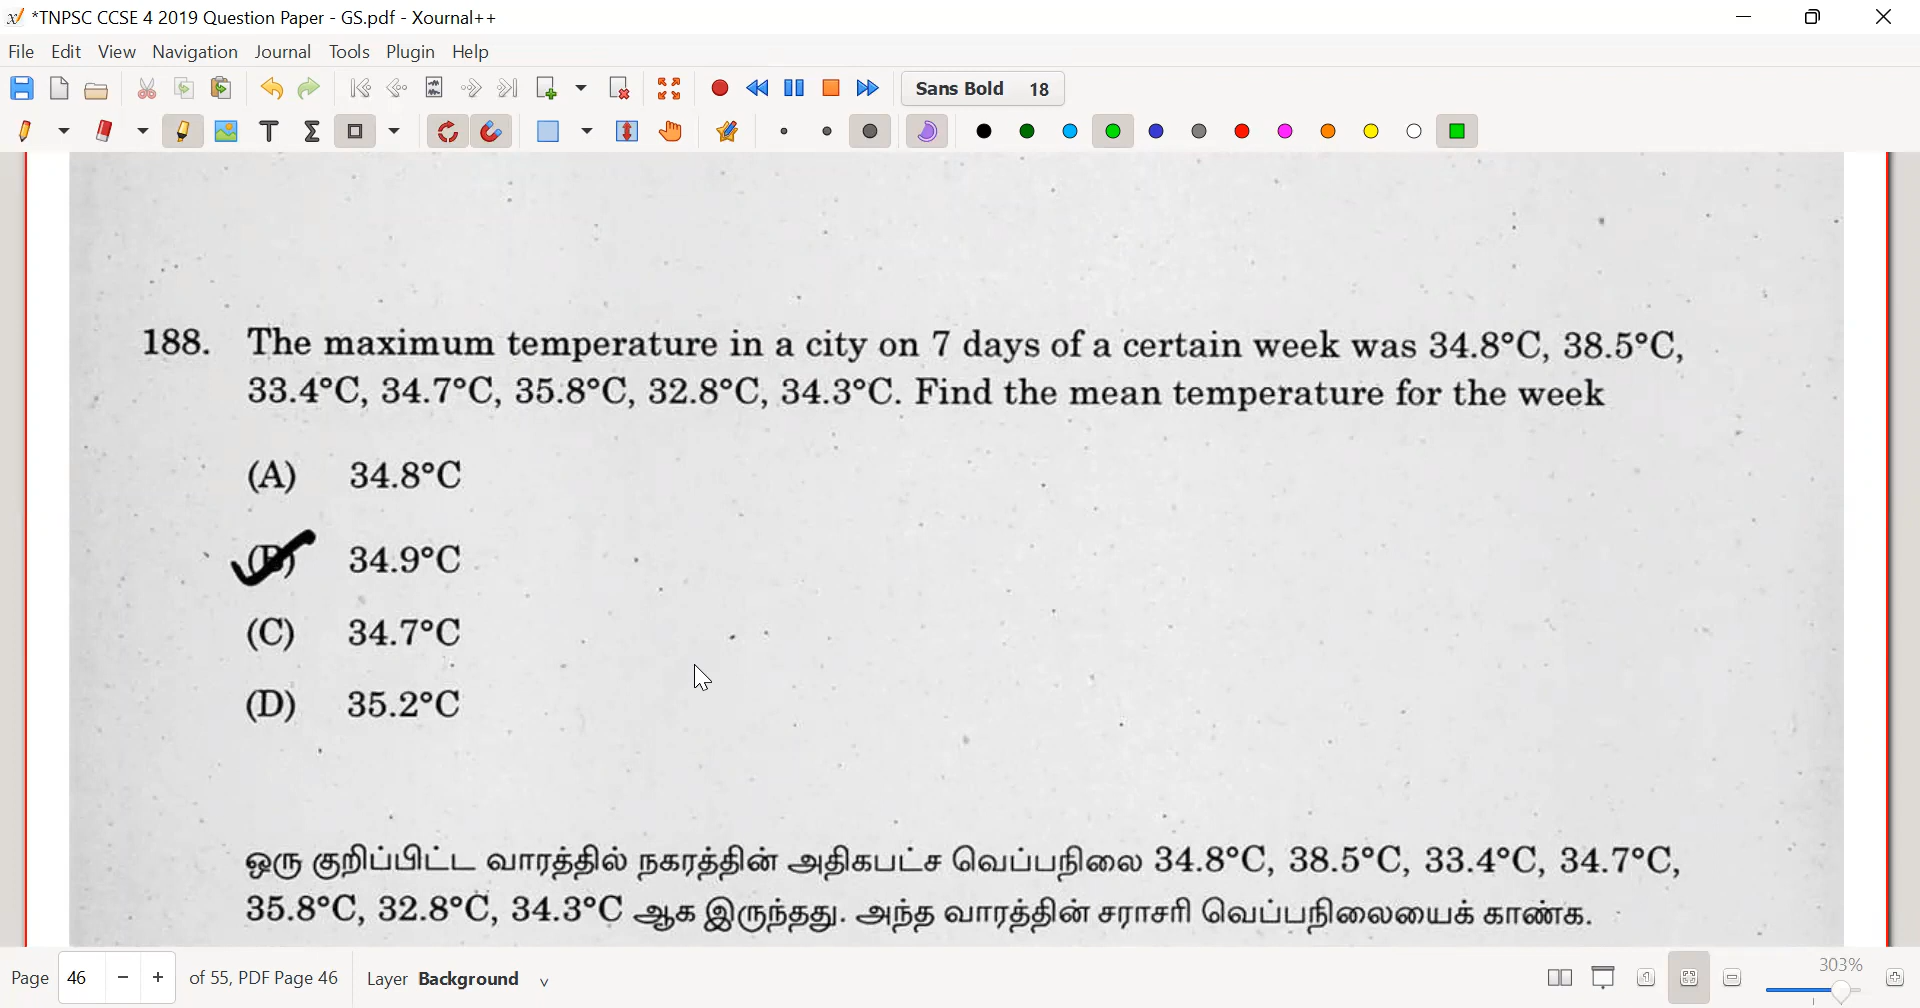 *TNPSC CCSE 4 2019 Question Paper - GS.pdf - Xournal++
File Edit View Navigation Journal Tools Plugin Help
Sans Bold 18
188. The maximum temperature in a city on 7 days of a certain week was 34.8°C, 38.5°C,
33.4°C, 34.7°C, 35.8°C, 32.8°C, 34.3°C. Find the mean temperature for the week
(A) 34.8°C
(B) 34.9°C
(C) 34.7°C
(D) 35.2°C
ஒரு குறிப்பிட்ட வாரத்தில் நகரத்தின் அதிகபட்ச வெப்பநிலை 34.8°C, 38.5°C, 33.4°C, 34.7°C,
35.8°C, 32.8°C, 34.3°C ஆக இருந்தது. அந்த வாரத்தின் சராசரி வெப்பநிலையைக் காண்க.
Page 46 of 55, PDF Page 46 Layer Background 303%